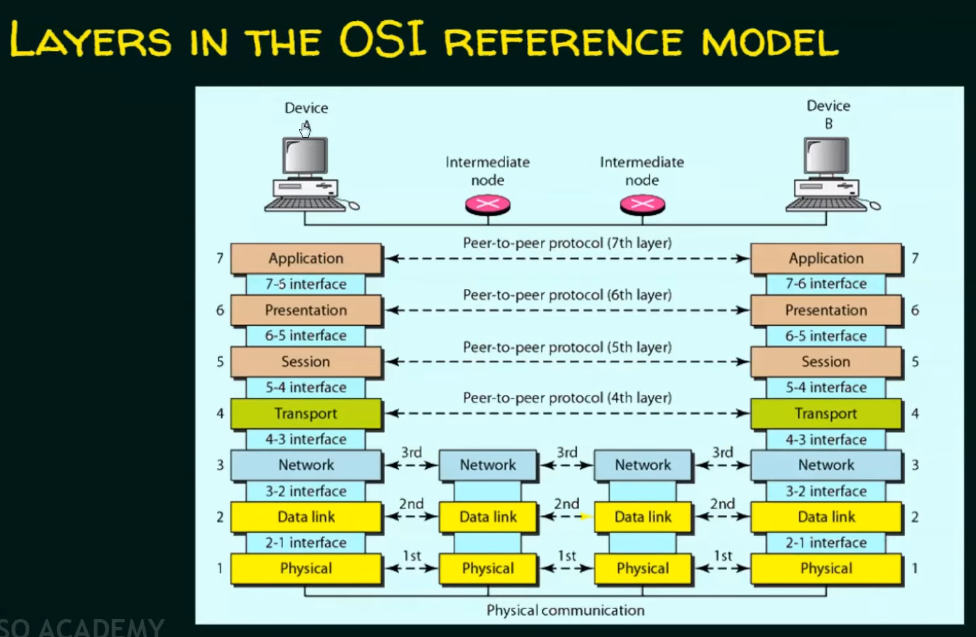 LAYERS IN THE OSI REFERENCE MODEL
Device
A
Device
B
Intermediate
node
Intermediate
node
Peer-to-peer protocol (7th layer)
7 Application Application 7
7-5 interface 7-6 interface
Peer-to-peer protocol (6th layer)
6 Presentation Presentation 6
6-5 interface 6-5 interface
Peer-to-peer protocol (5th layer)
5 Session Session 5
5-4 interface 5-4 interface
Peer-to-peer protocol (4th layer)
4 Transport Transport 4
4-3 interface 4-3 interface
3rd 3rd 3rd
3 Network Network Network Network 3
3-2 interface 3-2 interface
2nd 2nd 2nd
2 Data link Data link Data link Data link 2
2-1 interface 2-1 interface
1st 1st 1st
1 Physical Physical Physical Physical 1
Physical communication
SO ACADEMY